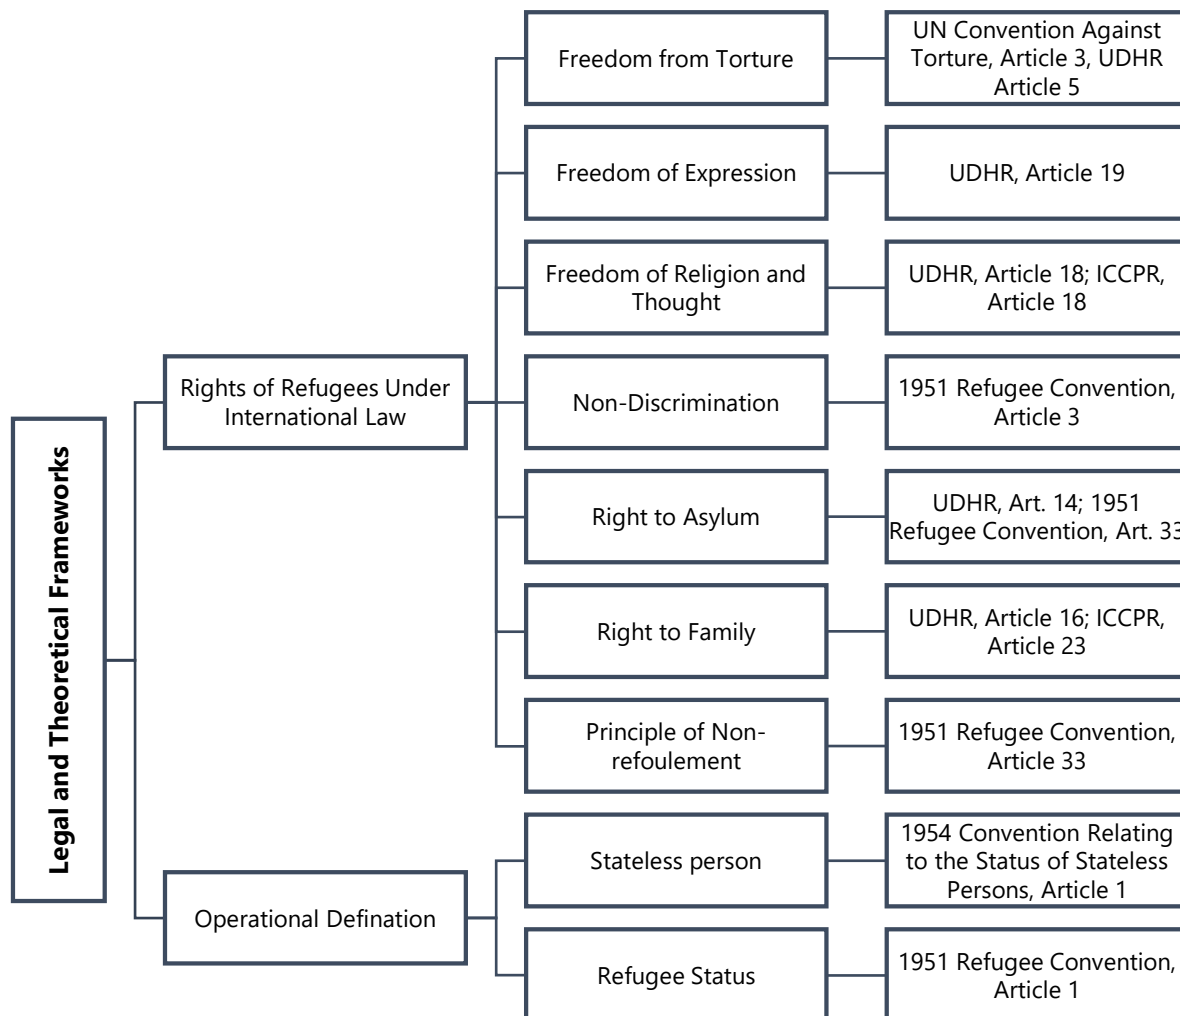 Legal and Theoretical Frameworks
Rights of Refugees Under
International Law
Freedom from Torture
UN Convention Against
Torture, Article 3, UDHR
Article 5
Freedom of Expression
UDHR, Article 19
Freedom of Religion and
Thought
UDHR, Article 18; ICCPR,
Article 18
Non-Discrimination
1951 Refugee Convention,
Article 3
Right to Asylum
UDHR, Art. 14; 1951
Refugee Convention, Art. 33
Right to Family
UDHR, Article 16; ICCPR,
Article 23
Principle of Non-
refoulement
1951 Refugee Convention,
Article 33
Operational Defination
Stateless person
1954 Convention Relating
to the Status of Stateless
Persons, Article 1
Refugee Status
1951 Refugee Convention,
Article 1